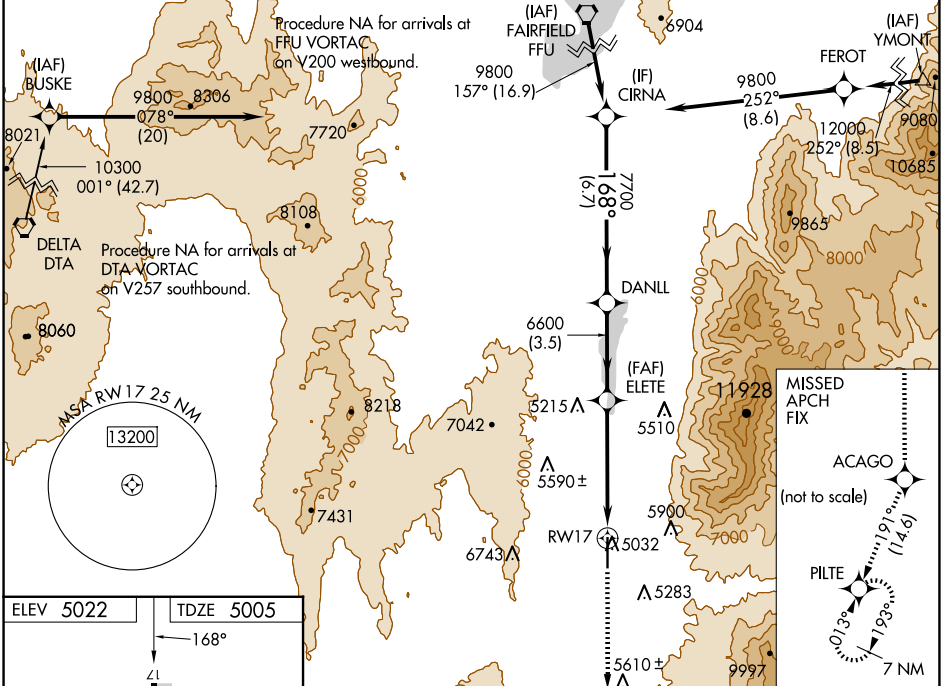 Procedure NA for arrivals at
FFU VORTAC
on V200 westbound.
(IAF)
FAIRFIELD
FFU
6904
(IAF)
YMONT
FEROT
(IAF)
BUSKE
9800
157° (16.9)
(IF)
CIRNA
9800
252°
(8.6)
12000
252° (8.5)
9080
10685
9800
078°
(20)
8306
7720
8021
10300
001° (42.7)
6000
7700
168°
(6.7)
8108
9865
8000
DELTA
DTA
Procedure NA for arrivals at
DTA VORTAC
on V257 southbound.
6000
DANLL
8060
6600
(3.5)
(FAF)
ELETE
MSA RW17 25 NM
13200
8218
7000
7042
5215
5510
11928
MISSED
APCH
FIX
ACAGO
(not to scale)
6000
5590 ±
7431
5900
RW17
5032
7000
6743
191°
(14.6)
PILTE
013°
193°
7 NM
5283
ELEV 5022
TDZE 5005
168°
17
5610 ±
9997